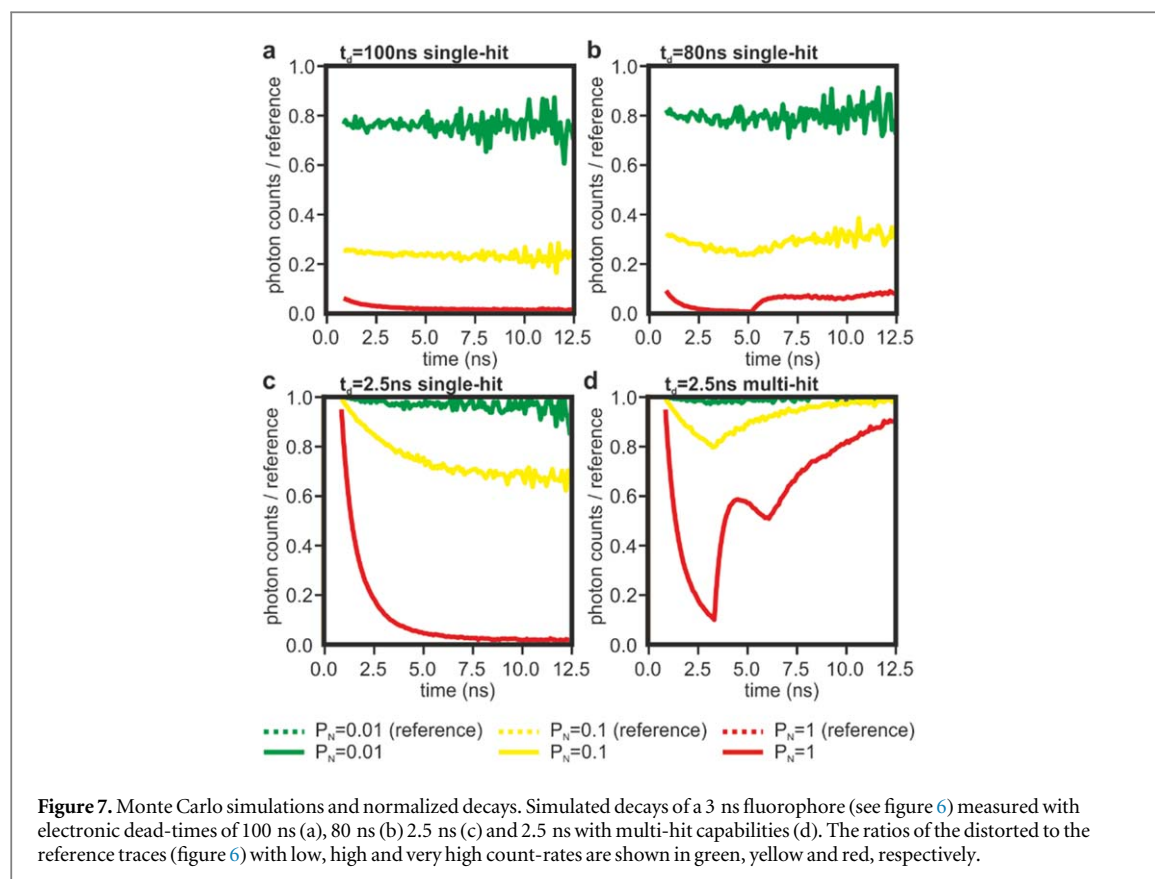 a t_d=100ns single-hit
b t_d=80ns single-hit
photon counts / reference
1.0
0.8
0.6
0.4
0.2
0.0
0.0 2.5 5.0 7.5 10.0 12.5
time (ns)
photon counts / reference
1.0
0.8
0.6
0.4
0.2
0.0
0.0 2.5 5.0 7.5 10.0 12.5
time (ns)
c t_d=2.5ns single-hit
d t_d=2.5ns multi-hit
photon counts / reference
1.0
0.8
0.6
0.4
0.2
0.0
0.0 2.5 5.0 7.5 10.0 12.5
time (ns)
photon counts / reference
1.0
0.8
0.6
0.4
0.2
0.0
0.0 2.5 5.0 7.5 10.0 12.5
time (ns)
P_N=0.01 (reference) P_N=0.1 (reference) P_N=1 (reference)
P_N=0.01 P_N=0.1 P_N=1
Figure 7. Monte Carlo simulations and normalized decays. Simulated decays of a 3 ns fluorophore (see figure 6) measured with
electronic dead-times of 100 ns (a), 80 ns (b) 2.5 ns (c) and 2.5 ns with multi-hit capabilities (d). The ratios of the distorted to the
reference traces (figure 6) with low, high and very high count-rates are shown in green, yellow and red, respectively.